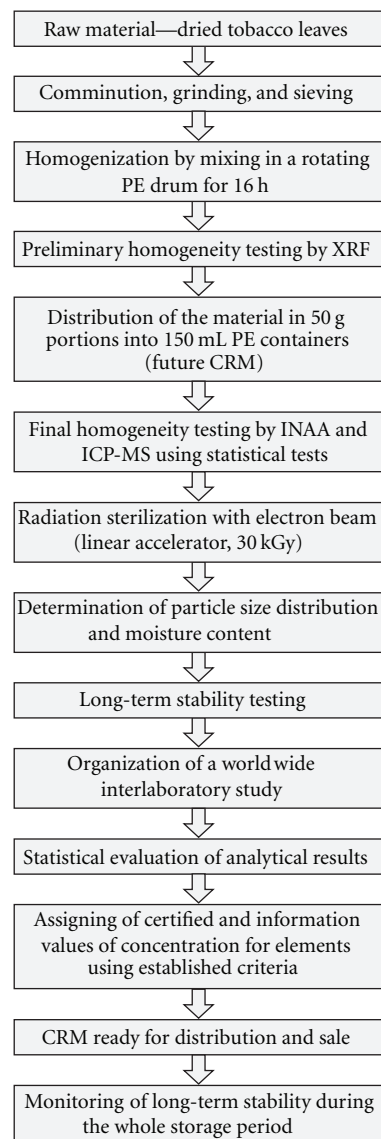 Raw material—dried tobacco leaves
Comminution, grinding, and sieving
Homogenization by mixing in a rotating
PE drum for 16 h
Preliminary homogeneity testing by XRF
Distribution of the material in 50 g
portions into 150 mL PE containers
(future CRM)
Final homogeneity testing by INAA and
ICP-MS using statistical tests
Radiation sterilization with electron beam
(linear accelerator, 30 kGy)
Determination of particle size distribution
and moisture content
Long-term stability testing
Organization of a world wide
interlaboratory study
Statistical evaluation of analytical results
Assigning of certified and information
values of concentration for elements
using established criteria
CRM ready for distribution and sale
Monitoring of long-term stability during
the whole storage period